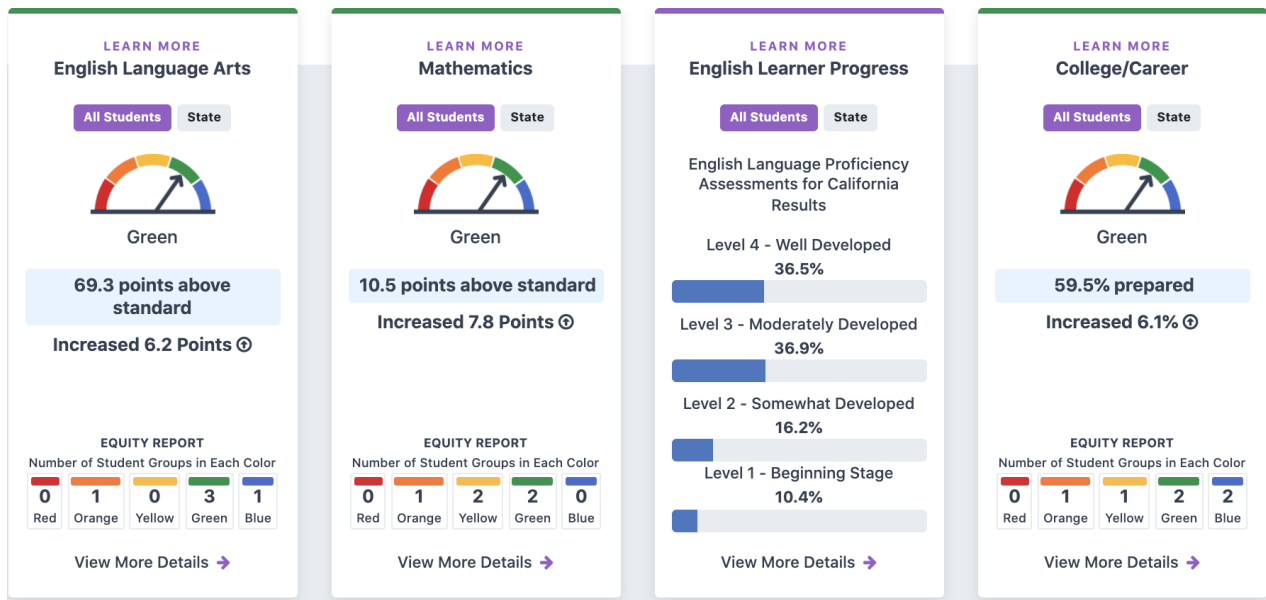 LEARN MORE
English Language Arts
All Students State
Green
69.3 points above
standard
Increased 6.2 Points
EQUITY REPORT
Number of Student Groups in Each Color
0 1 0 3 1
Red Orange Yellow Green Blue
View More Details
LEARN MORE
Mathematics
All Students State
Green
10.5 points above standard
Increased 7.8 Points
EQUITY REPORT
Number of Student Groups in Each Color
0 1 2 2 0
Red Orange Yellow Green Blue
View More Details
LEARN MORE
English Learner Progress
All Students State
English Language Proficiency
Assessments for California
Results
Level 4 - Well Developed
36.5%
Level 3 - Moderately Developed
36.9%
Level 2 - Somewhat Developed
16.2%
Level 1 - Beginning Stage
10.4%
View More Details
LEARN MORE
College/Career
All Students State
Green
59.5% prepared
Increased 6.1%
EQUITY REPORT
Number of Student Groups in Each Color
0 1 1 2 2
Red Orange Yellow Green Blue
View More Details